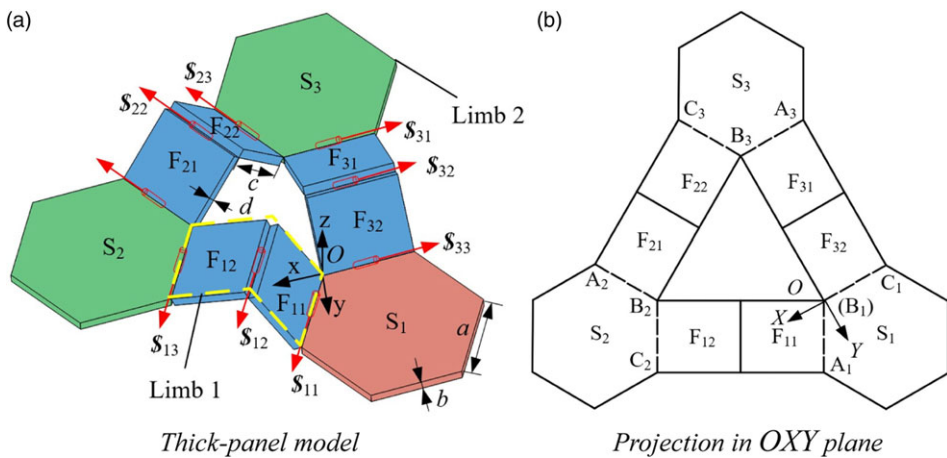 (a)
$23
S3
$22
F22
Limb 2
$31
F31
F21
$32
c
d
z
F32
S2
O
$33
F12
x
F11
y
S1
a
$13
$12
Limb 1
$11
b
Thick-panel model
(b)
S3
C3
A3
B3
F22
F31
F21
F32
A2
O
C1
B2
(B1)
S2
X
S1
F12
F11
Y
C2
A1
Projection in OXY plane